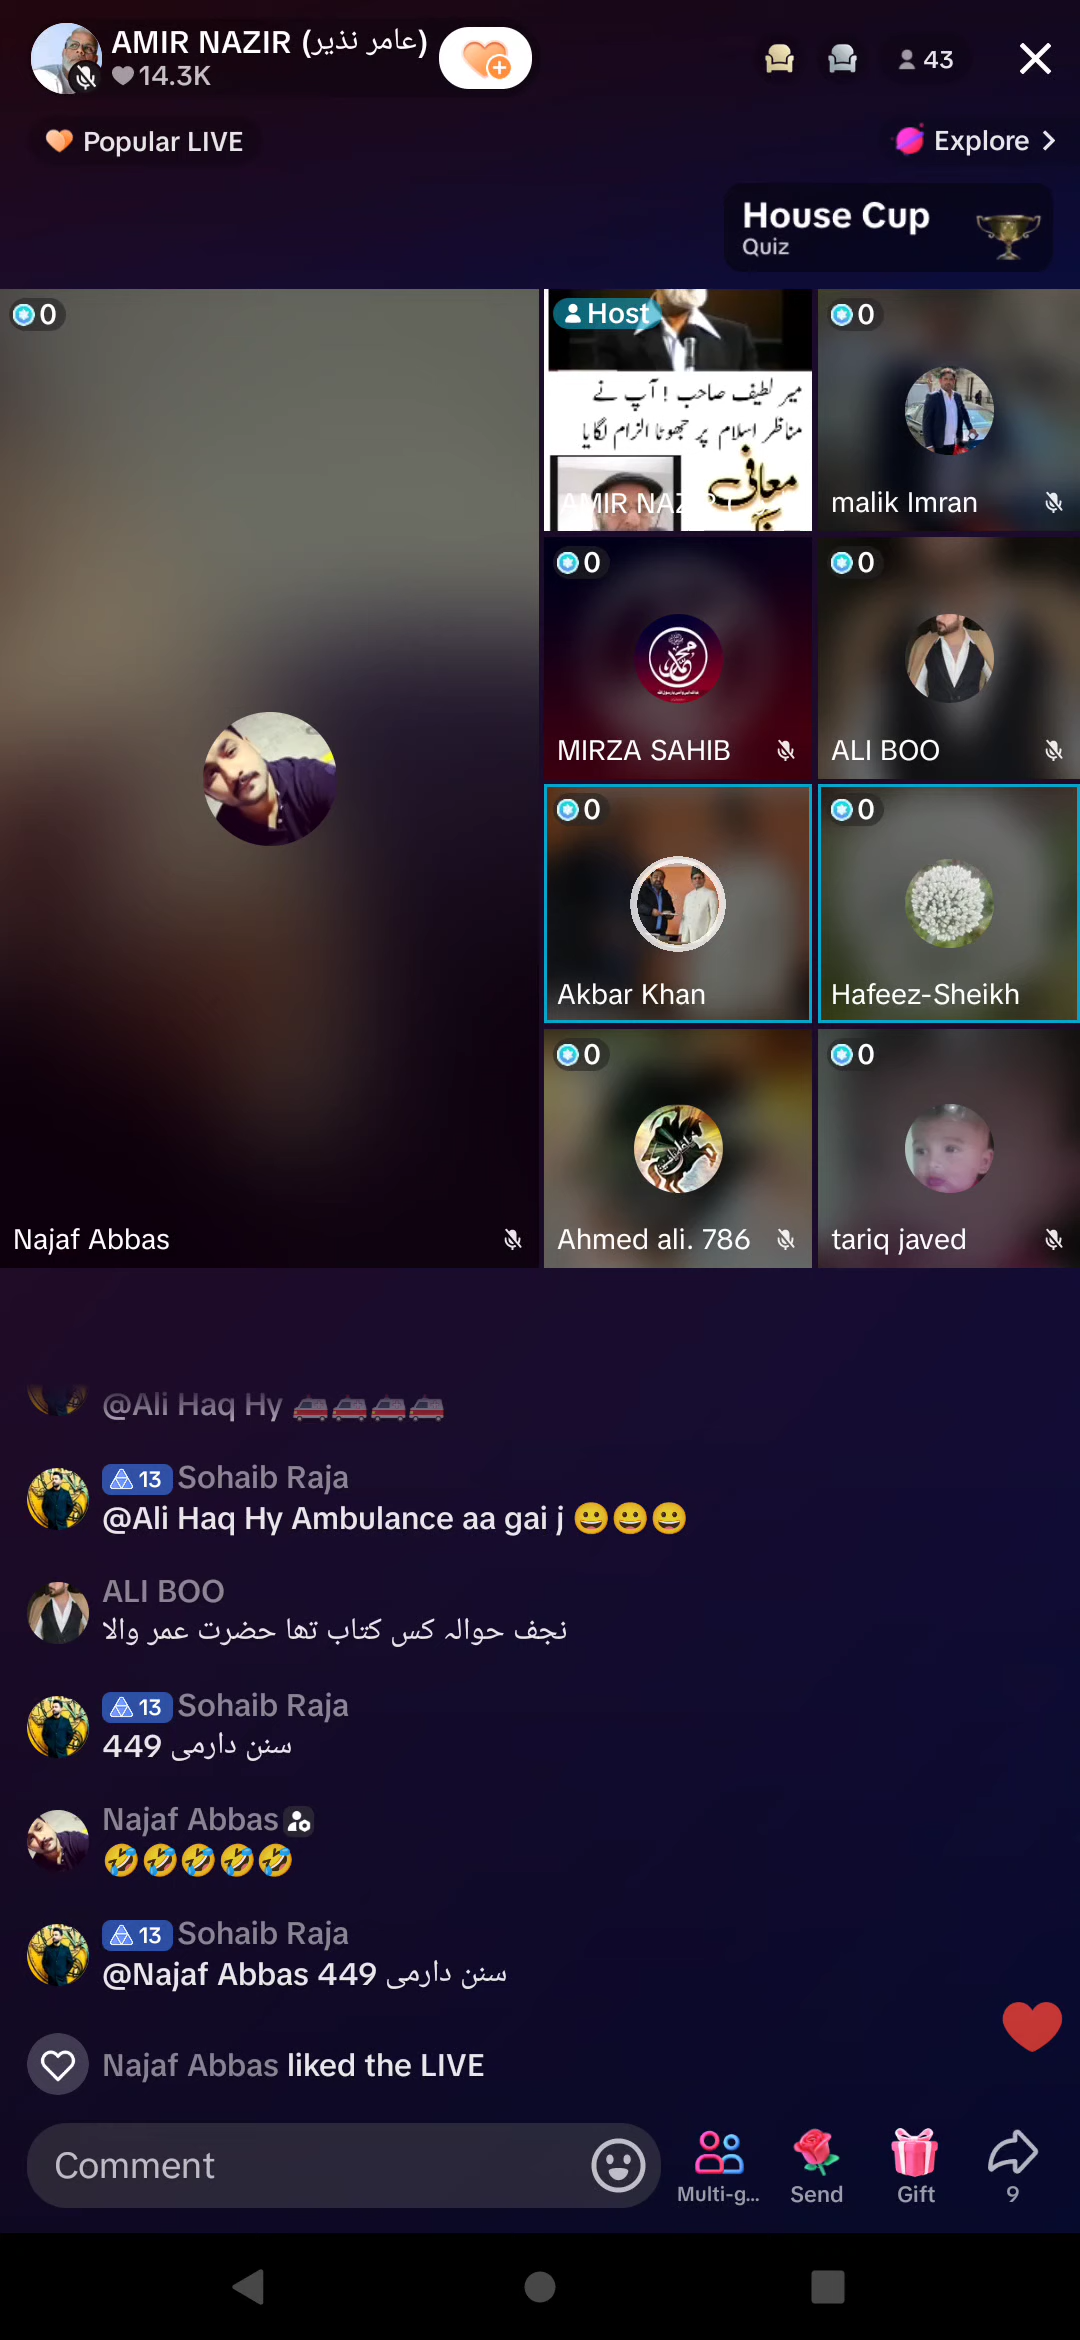 AMIR NAZIR (عامر نذیر)
14.3K
43
Popular LIVE
Explore
House Cup
Quiz
0
Host
میر لطیف صاحب ! آپ نے
مناظر اسلام پر جھوٹا الزام لگایا
معافی
AMIR NAZIR (
0
malik Imran
0
MIRZA SAHIB
0
ALI BOO
0
Akbar Khan
0
Hafeez-Sheikh
Najaf Abbas
0
Ahmed ali. 786
0
tariq javed
@Ali Haq Hy 🚑🚑🚑🚑
13 Sohaib Raja
@Ali Haq Hy Ambulance aa gai j 😀😀😀
ALI BOO
نجف حوالہ کس کتاب تھا حضرت عمر والا
13 Sohaib Raja
449 سنن دارمی
Najaf Abbas
🤣🤣🤣🤣🤣
13 Sohaib Raja
@Najaf Abbas 449 سنن دارمی
Najaf Abbas liked the LIVE
Comment
Multi-g...
Send
Gift
9